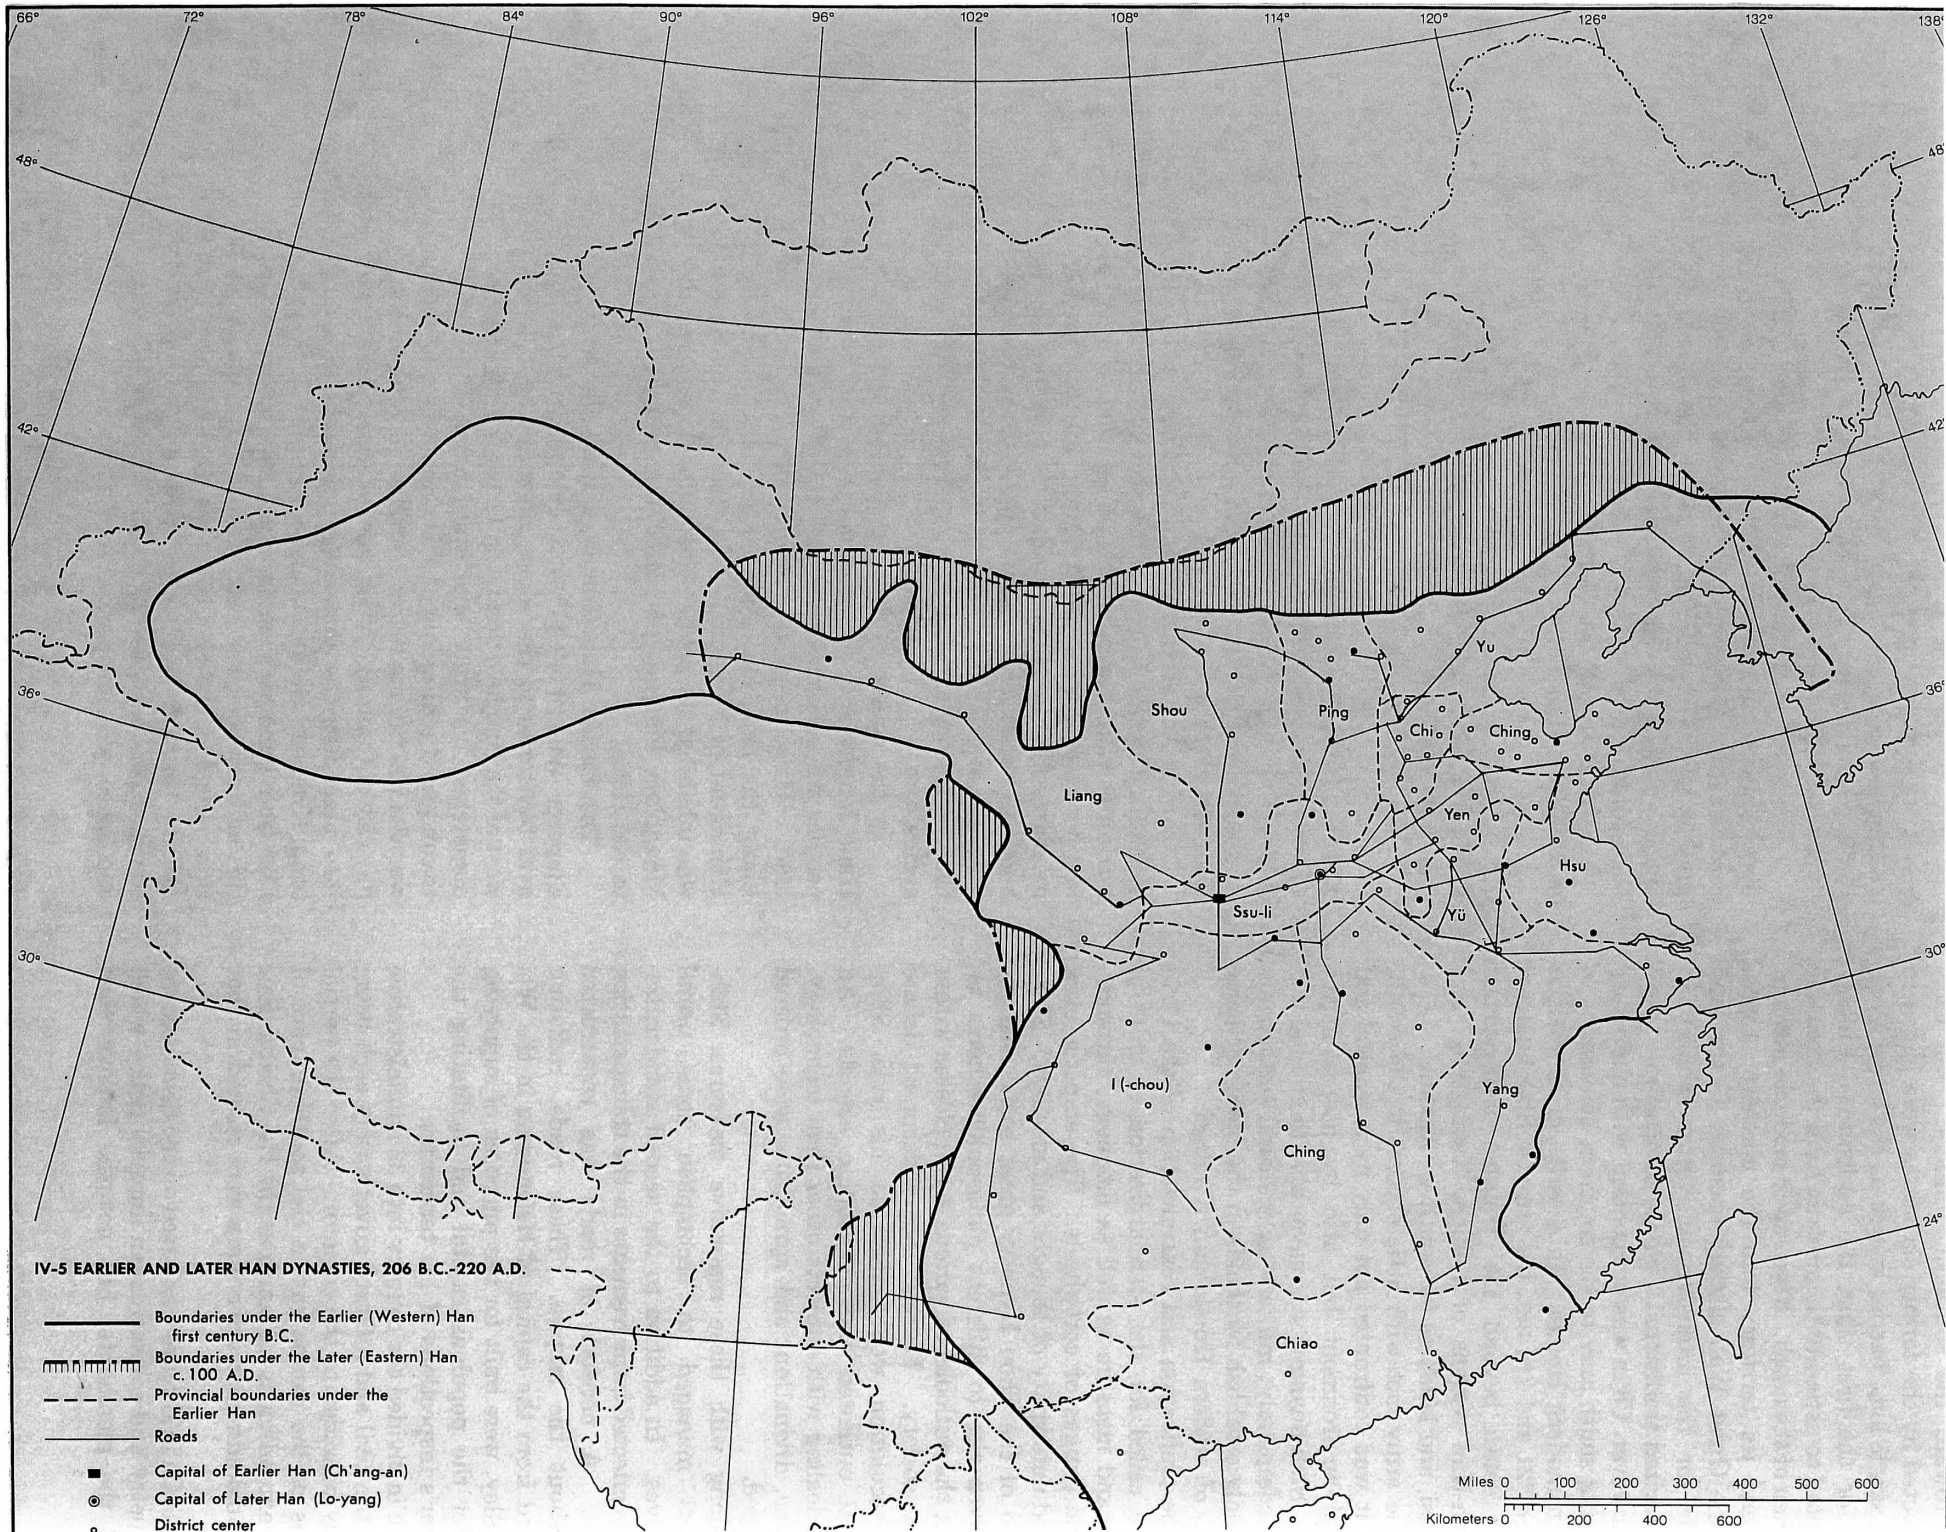 66° 72° 78° 84° 90° 96° 102° 108° 114° 120° 126° 132° 138°
48° 48°
42° 42°
Yu
36° 36°
Shou Ping Chi Ching
Liang Yen
Hsu
Ssu-li Yü
30° 30°
I (-chou) Yang
Ching
24°
Chiao
IV-5 EARLIER AND LATER HAN DYNASTIES, 206 B.C.-220 A.D.
Boundaries under the Earlier (Western) Han
first century B.C.
Boundaries under the Later (Eastern) Han
c. 100 A.D.
Provincial boundaries under the
Earlier Han
Roads
Capital of Earlier Han (Ch'ang-an)
Capital of Later Han (Lo-yang)
District center
Miles 0 100 200 300 400 500 600
Kilometers 0 200 400 600